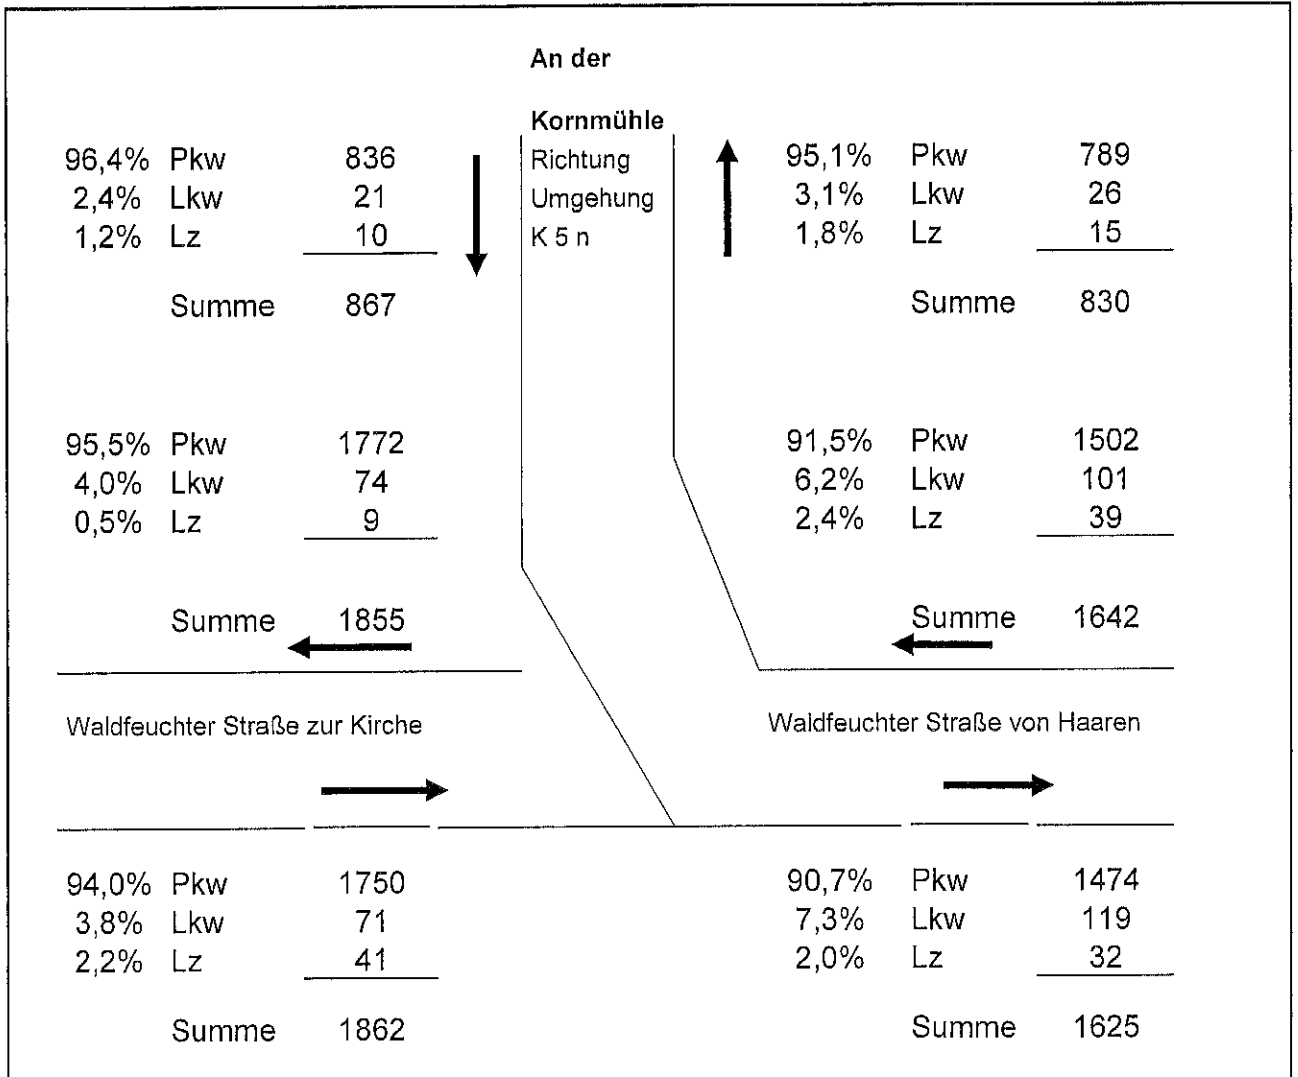 An der
Kornmühle
96,4% Pkw 836 Richtung 95,1% Pkw 789
2,4% Lkw 21 Umgehung 3,1% Lkw 26
1,2% Lz 10 K 5 n 1,8% Lz 15
Summe 867 Summe 830
95,5% Pkw 1772 91,5% Pkw 1502
4,0% Lkw 74 6,2% Lkw 101
0,5% Lz 9 2,4% Lz 39
Summe 1855 Summe 1642
Waldfeuchter Straße zur Kirche Waldfeuchter Straße von Haaren
94,0% Pkw 1750 90,7% Pkw 1474
3,8% Lkw 71 7,3% Lkw 119
2,2% Lz 41 2,0% Lz 32
Summe 1862 Summe 1625